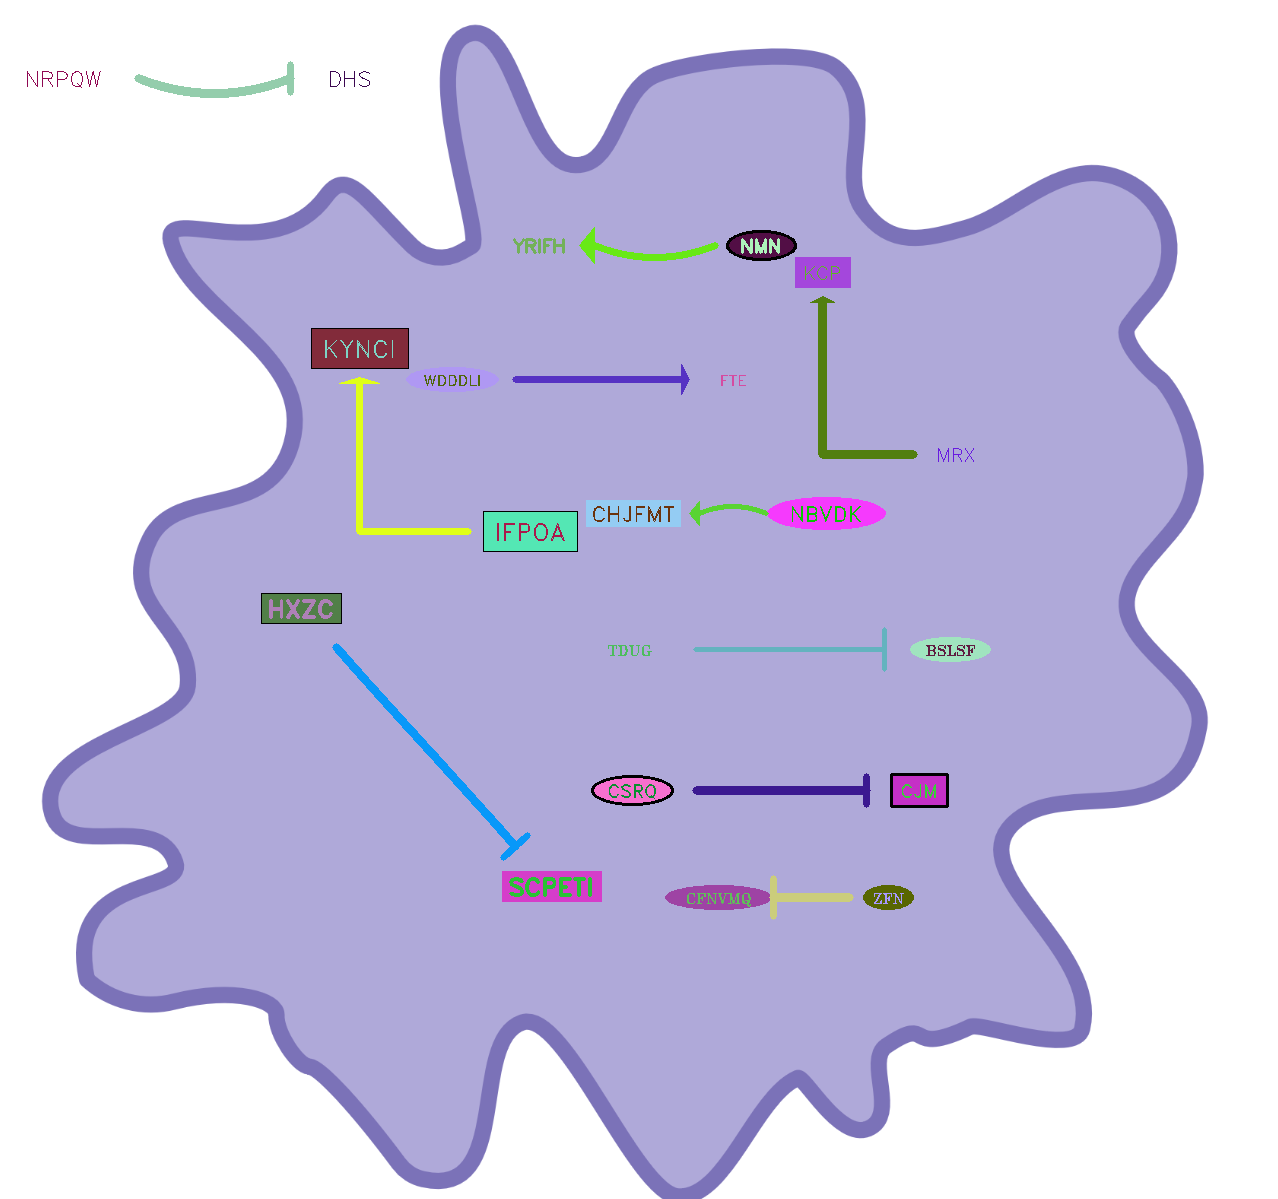 NRPQW
DHS
YRIFH
NMN
KCP
KYNCI
WDDDLI
FTE
MRX
IFPOA
CHJFMT
NBVDK
HXZC
TDUG
BSLSF
CSRQ
CJM
SCPETI
CFNVMQ
ZFN